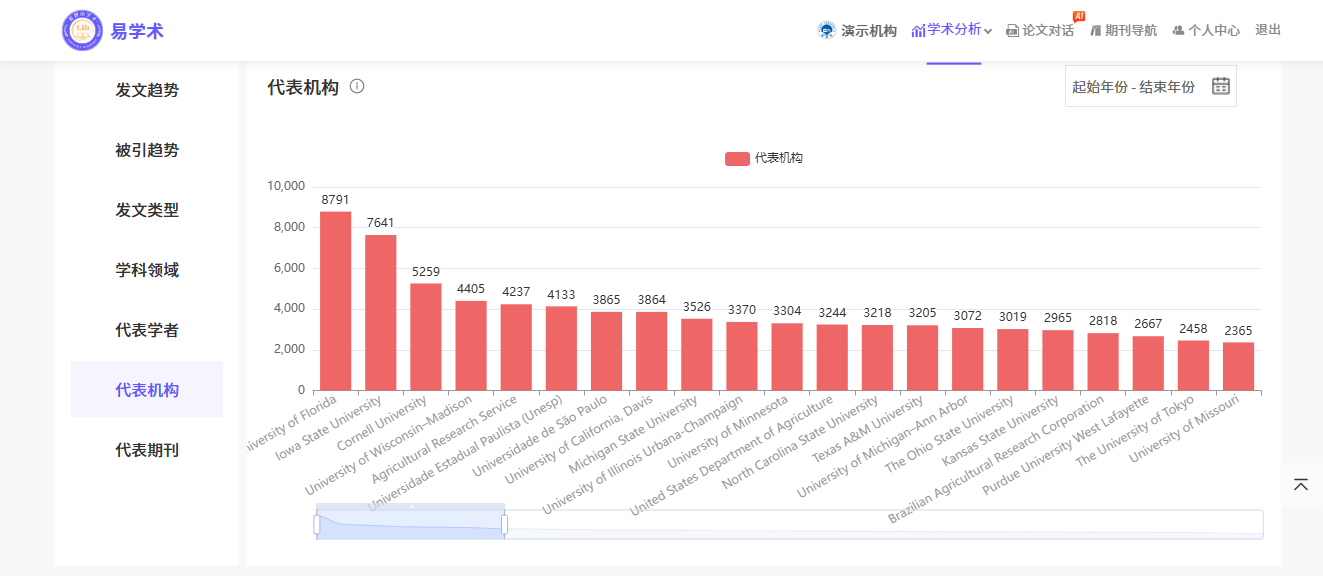 易学术
演示机构
学术分析
论文对话
AI
期刊导航
个人中心
退出
发文趋势
被引趋势
发文类型
学科领域
代表学者
代表机构
代表期刊
代表机构
起始年份 - 结束年份
代表机构
10,000
8,000
6,000
4,000
2,000
0
8791
7641
5259
4405
4237
4133
3865
3864
3526
3370
3304
3244
3218
3205
3072
3019
2965
2818
2667
2458
2365
iversity of Florida
Iowa State University
Cornell University
University of Wisconsin–Madison
Agricultural Research Service
Universidade Estadual Paulista (Unesp)
Universidade de São Paulo
University of California, Davis
Michigan State University
University of Illinois Urbana-Champaign
University of Minnesota
United States Department of Agriculture
North Carolina State University
Texas A&M University
University of Michigan–Ann Arbor
The Ohio State University
Kansas State University
Brazilian Agricultural Research Corporation
Purdue University West Lafayette
The University of Tokyo
University of Missouri